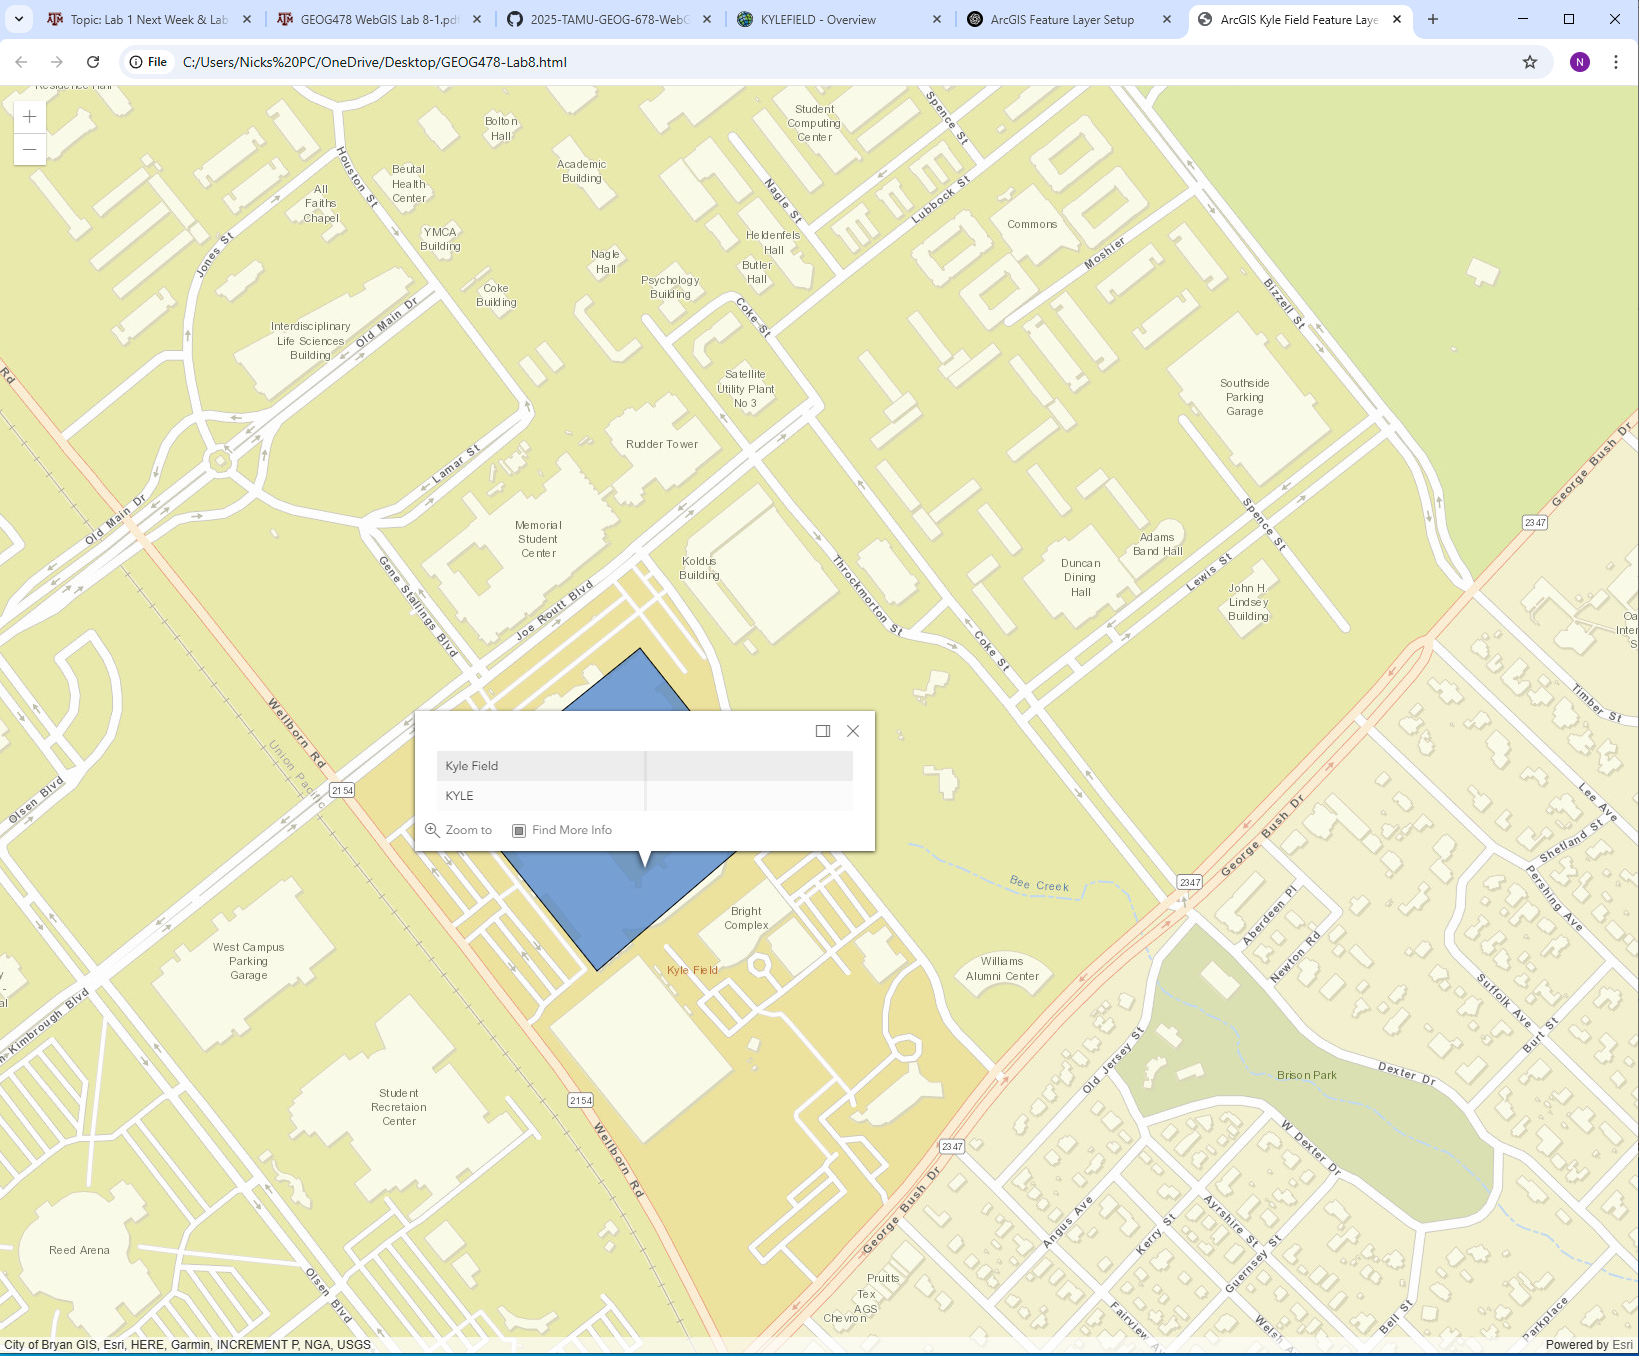 Topic: Lab 1 Next Week & Lab
GEOG478 WebGIS Lab 8-1.pdf
2025-TAMU-GEOG-678-WebG
KYLEFIELD - Overview
ArcGIS Feature Layer Setup
ArcGIS Kyle Field Feature Laye
File
C:/Users/Nicks%20PC/OneDrive/Desktop/GEOG478-Lab8.html
N
Residence Hall
Bolton
Hall
Student
Computing
Center
Spence St
Houston St
Academic
Building
Beutal
Health
Center
All
Faiths
Chapel
Nagle St
Lubbock St
YMCA
Building
Jones St
Heldenfels
Hall
Commons
Moshier
Nagle
Hall
Butler
Hall
Psychology
Building
Coke
Building
Coke St
Bizzell St
Old Main Dr
Interdisciplinary
Life Sciences
Building
Rd
Satellite
Utility Plant
No 3
Southside
Parking
Garage
Rudder Tower
Lamar St
George Bush Dr
Old Main Dr
2347
Memorial
Student
Center
Spence St
Adams
Band Hall
Koldus
Building
Gene Stallings Blvd
Joe Routt Blvd
Throckmorton St
Duncan
Dining
Hall
Lewis St
John H.
Lindsey
Building
Coke St
Timber St
Wellborn Rd
Union Pacific
2154
Olsen Blvd
Kyle Field
KYLE
Zoom to
Find More Info
Lee Ave
Shetland St
George Bush Dr
2347
Pershing Ave
Bee Creek
Aberdeen Pl
Newton Rd
Bright
Complex
West Campus
Parking
Garage
Kyle Field
Williams
Alumni Center
Suffolk Ave
Burt St
Kimbrough Blvd
Old Jersey St
Brison Park
Dexter Dr
Student
Recretaion
Center
2154
Wellborn Rd
W Dexter Dr
2347
George Bush Dr
Angus Ave
Kerry St
Ayrshire St
Guernsey St
Reed Arena
Olsen Blvd
Pruitts
Tex
AGS
Chevron
Fairview
Welsh
Bell St
Parkplace
City of Bryan GIS, Esri, HERE, Garmin, INCREMENT P, NGA, USGS
Powered by Esri